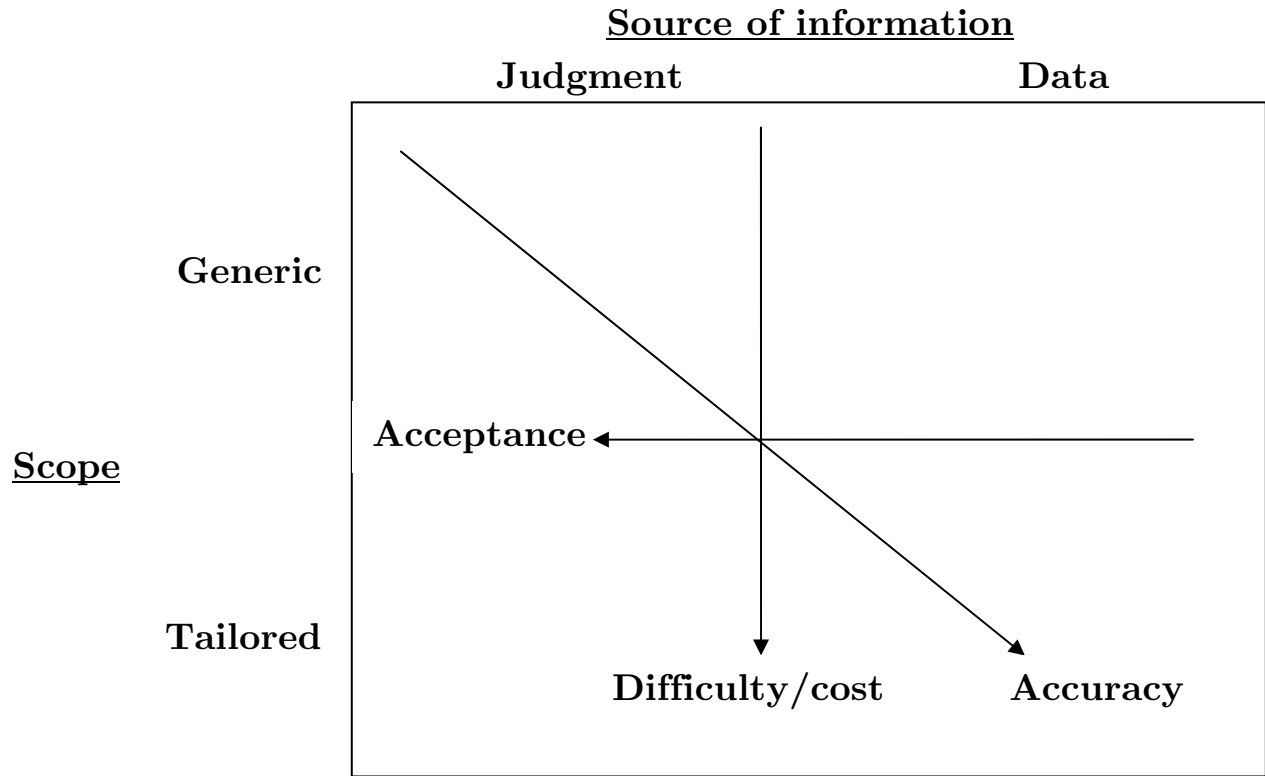 Source of information
Judgment Data
Generic
Acceptance
Scope
Tailored
Difficulty/cost Accuracy